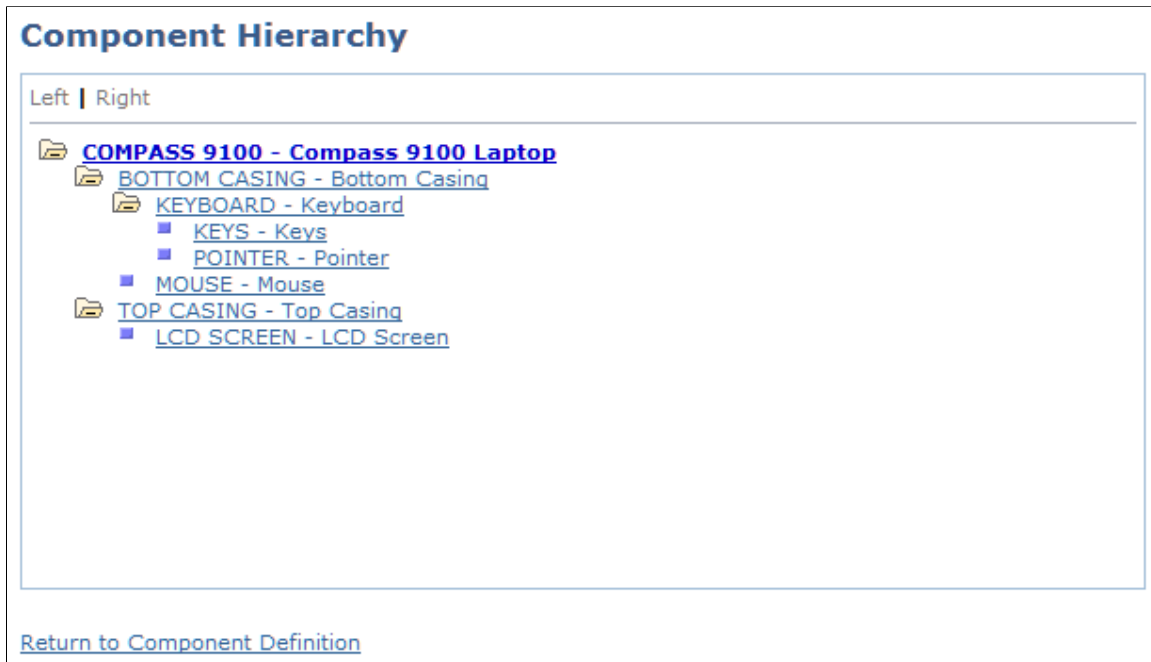 Component Hierarchy
Left | Right
COMPASS 9100 - Compass 9100 Laptop
BOTTOM CASING - Bottom Casing
KEYBOARD - Keyboard
KEYS - Keys
POINTER - Pointer
MOUSE - Mouse
TOP CASING - Top Casing
LCD SCREEN - LCD Screen
Return to Component Definition